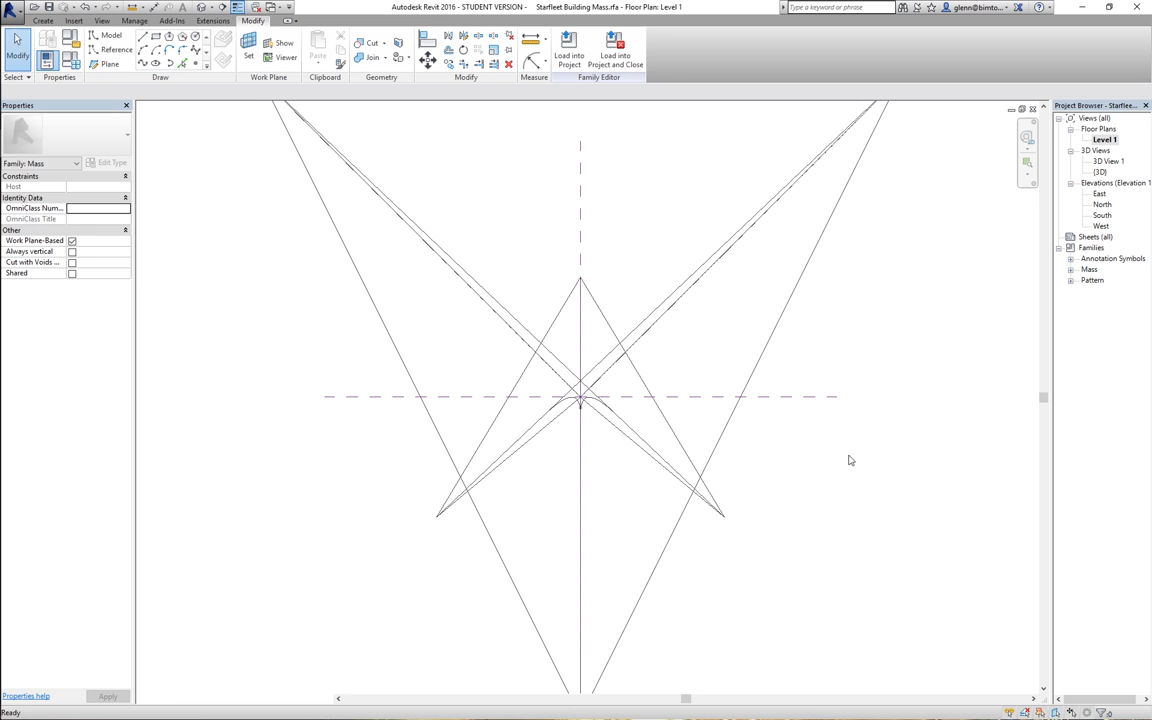 Autodesk Revit 2016 - STUDENT VERSION - Starfleet Building Mass.rfa - Floor Plan: Level 1
Type a keyword or phrase
glenn@bimto...
Create Insert View Manage Add-Ins Extensions Modify
Modify
Model
Reference
Plane
Set
Show
Viewer
Paste
Cut
Join
Load into
Project
Load into
Project and Close
Select Properties Draw Work Plane Clipboard Geometry Modify Measure Family Editor
Properties
Family: Mass
Edit Type
Constraints
Host
Identity Data
OmniClass Num...
OmniClass Title
Other
Work Plane-Based
Always vertical
Cut with Voids ...
Shared
Properties help
Apply
Project Browser - Starflee...
Views (all)
Floor Plans
Level 1
3D Views
3D View 1
{3D}
Elevations (Elevation 1
East
North
South
West
Sheets (all)
Families
Annotation Symbols
Mass
Pattern
Ready
:0